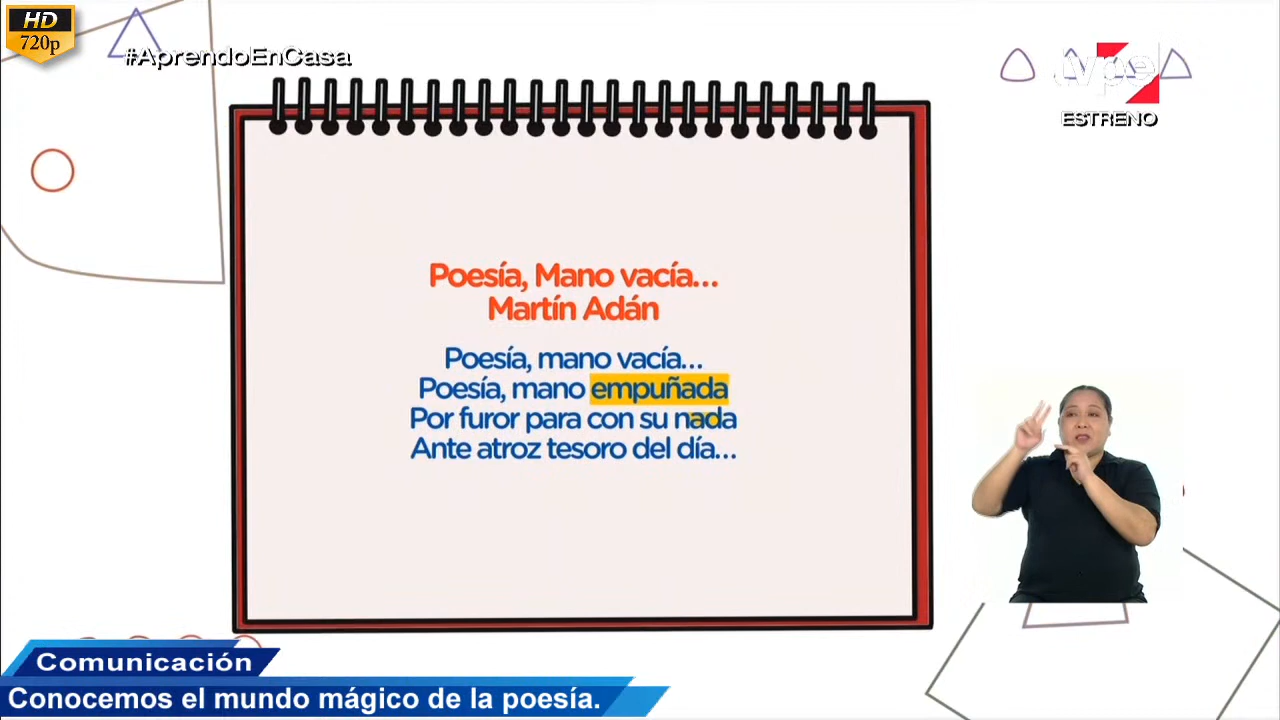 HD
720p
#AprendoEnCasa
tvpe
ESTRENO
Poesía, Mano vacía...
Martín Adán
Poesía, mano vacía...
Poesía, mano empuñada
Por furor para con su nada
Ante atroz tesoro del día...
Comunicación
Conocemos el mundo mágico de la poesía.